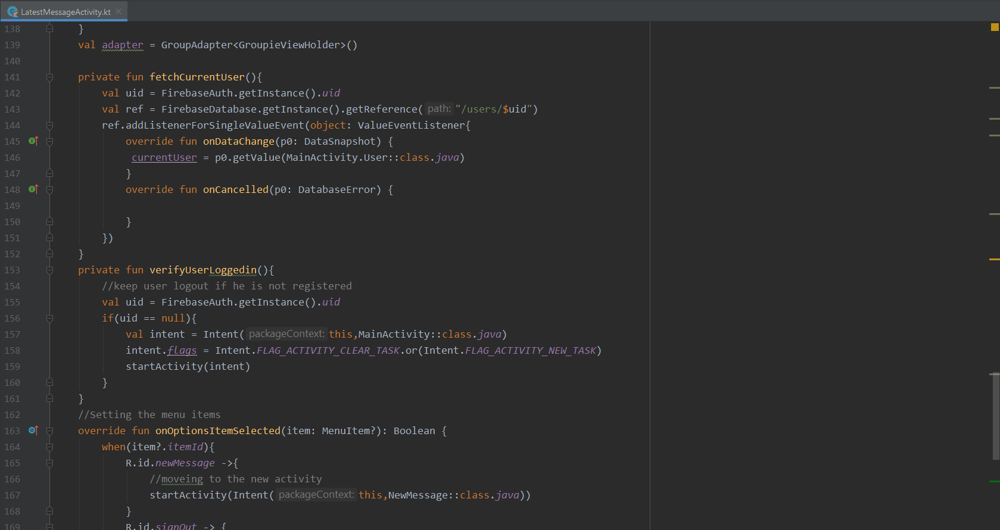 LatestMessageActivity.kt
138 }
139 val adapter = GroupAdapter<GroupieViewHolder>()
140
141 private fun fetchCurrentUser(){
142 val uid = FirebaseAuth.getInstance().uid
143 val ref = FirebaseDatabase.getInstance().getReference( path: "/users/$uid")
144 ref.addListenerForSingleValueEvent(object: ValueEventListener{
145 override fun onDataChange(p0: DataSnapshot) {
146 currentUser = p0.getValue(MainActivity.User::class.java)
147 }
148 override fun onCancelled(p0: DatabaseError) {
149
150 }
151 })
152 }
153 private fun verifyUserLoggedin(){
154 //keep user logout if he is not registered
155 val uid = FirebaseAuth.getInstance().uid
156 if(uid == null){
157 val intent = Intent( packageContext: this,MainActivity::class.java)
158 intent.flags = Intent.FLAG_ACTIVITY_CLEAR_TASK.or(Intent.FLAG_ACTIVITY_NEW_TASK)
159 startActivity(intent)
160 }
161 }
162 //Setting the menu items
163 override fun onOptionsItemSelected(item: MenuItem?): Boolean {
164 when(item?.itemId){
165 R.id.newMessage ->{
166 //moveing to the new activity
167 startActivity(Intent( packageContext: this,NewMessage::class.java))
168 }
169 R.id.signOut -> {